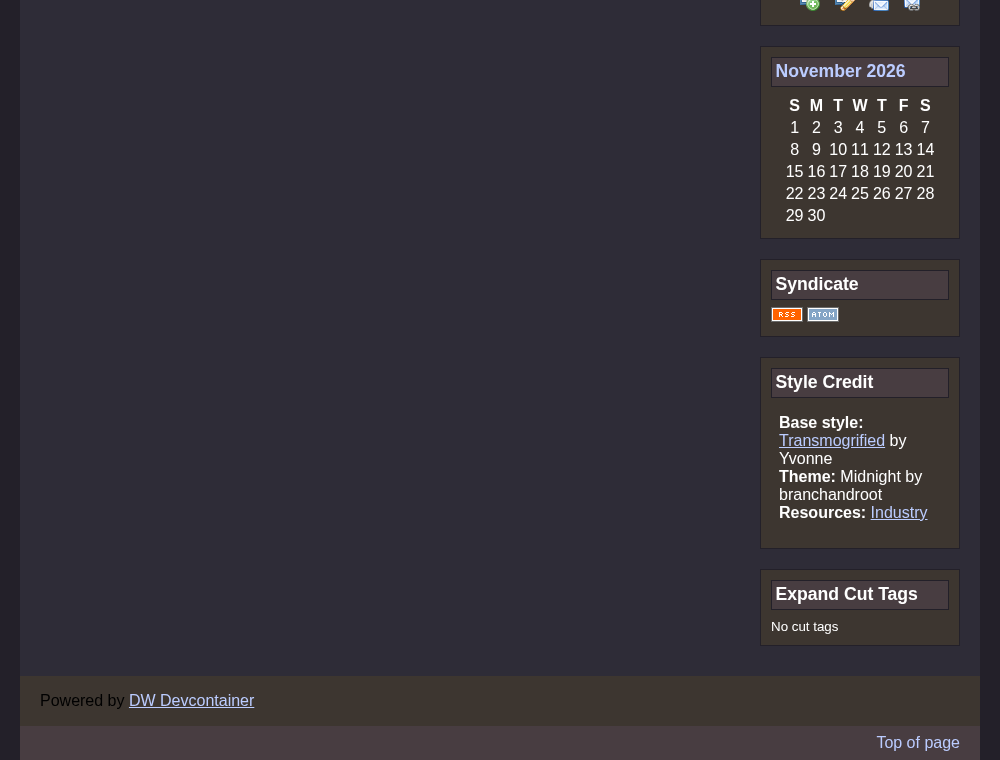 November 2026
S M T W T F S
1 2 3 4 5 6 7
8 9 10 11 12 13 14
15 16 17 18 19 20 21
22 23 24 25 26 27 28
29 30
Syndicate
RSS ATOM
Style Credit
Base style:
Transmogrified by
Yvonne
Theme: Midnight by
branchandroot
Resources: Industry
Expand Cut Tags
No cut tags
Powered by DW Devcontainer
Top of page